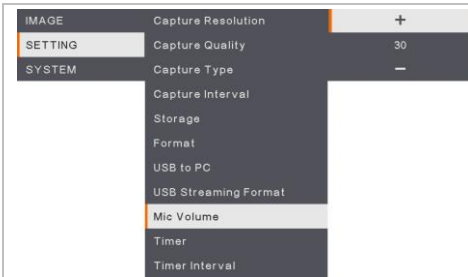 IMAGE
SETTING
SYSTEM
Capture Resolution
Capture Quality
Capture Type
Capture Interval
Storage
Format
USB to PC
USB Streaming Format
Mic Volume
Timer
Timer Interval
+
30
−